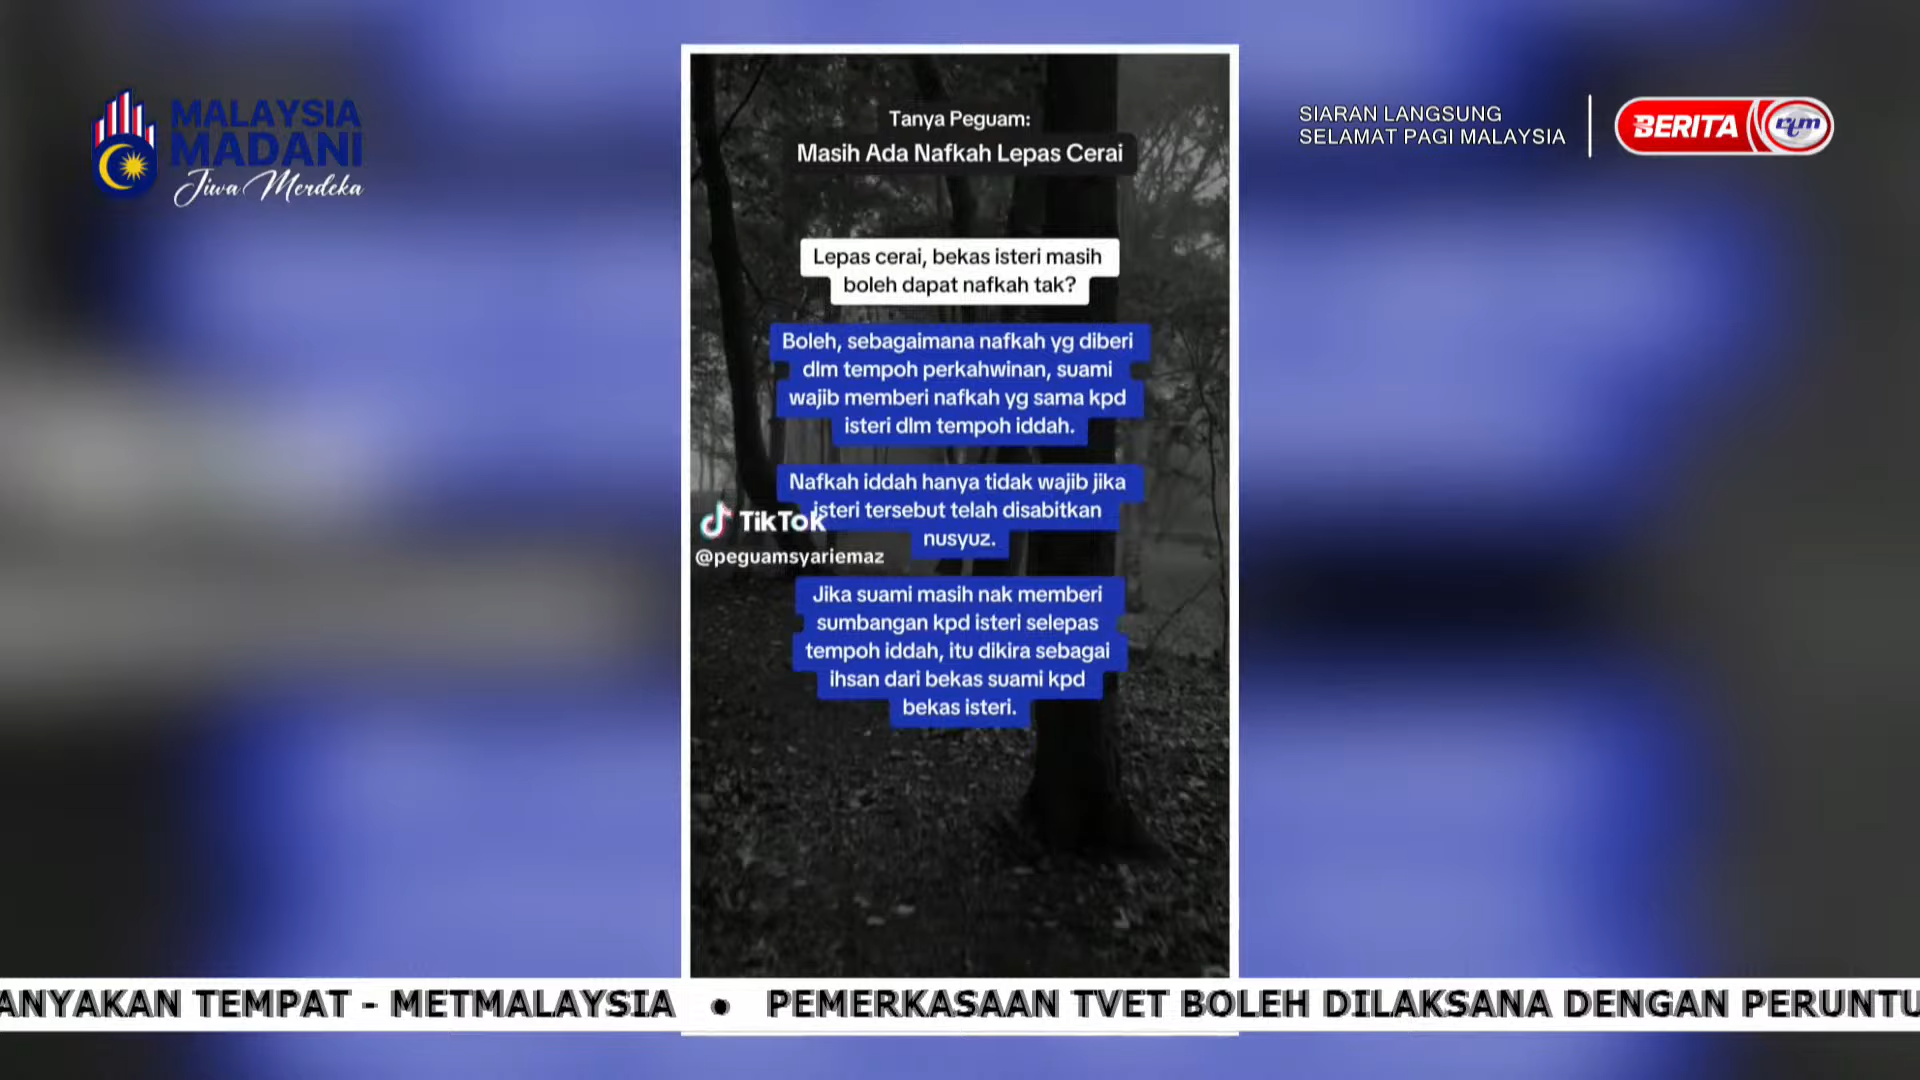 MALAYSIA
MADANI
Jiwa Merdeka
SIARAN LANGSUNG
SELAMAT PAGI MALAYSIA
BERITA rtm
Tanya Peguam:
Masih Ada Nafkah Lepas Cerai
Lepas cerai, bekas isteri masih
boleh dapat nafkah tak?
Boleh, sebagaimana nafkah yg diberi
dlm tempoh perkahwinan, suami
wajib memberi nafkah yg sama kpd
isteri dlm tempoh iddah.
Nafkah iddah hanya tidak wajib jika
isteri tersebut telah disabitkan
nusyuz.
TikTok
@peguamsyariemaz
Jika suami masih nak memberi
sumbangan kpd isteri selepas
tempoh iddah, itu dikira sebagai
ihsan dari bekas suami kpd
bekas isteri.
ANYAKAN TEMPAT - METMALAYSIA ● PEMERKASAAN TVET BOLEH DILAKSANA DENGAN PERUNTU